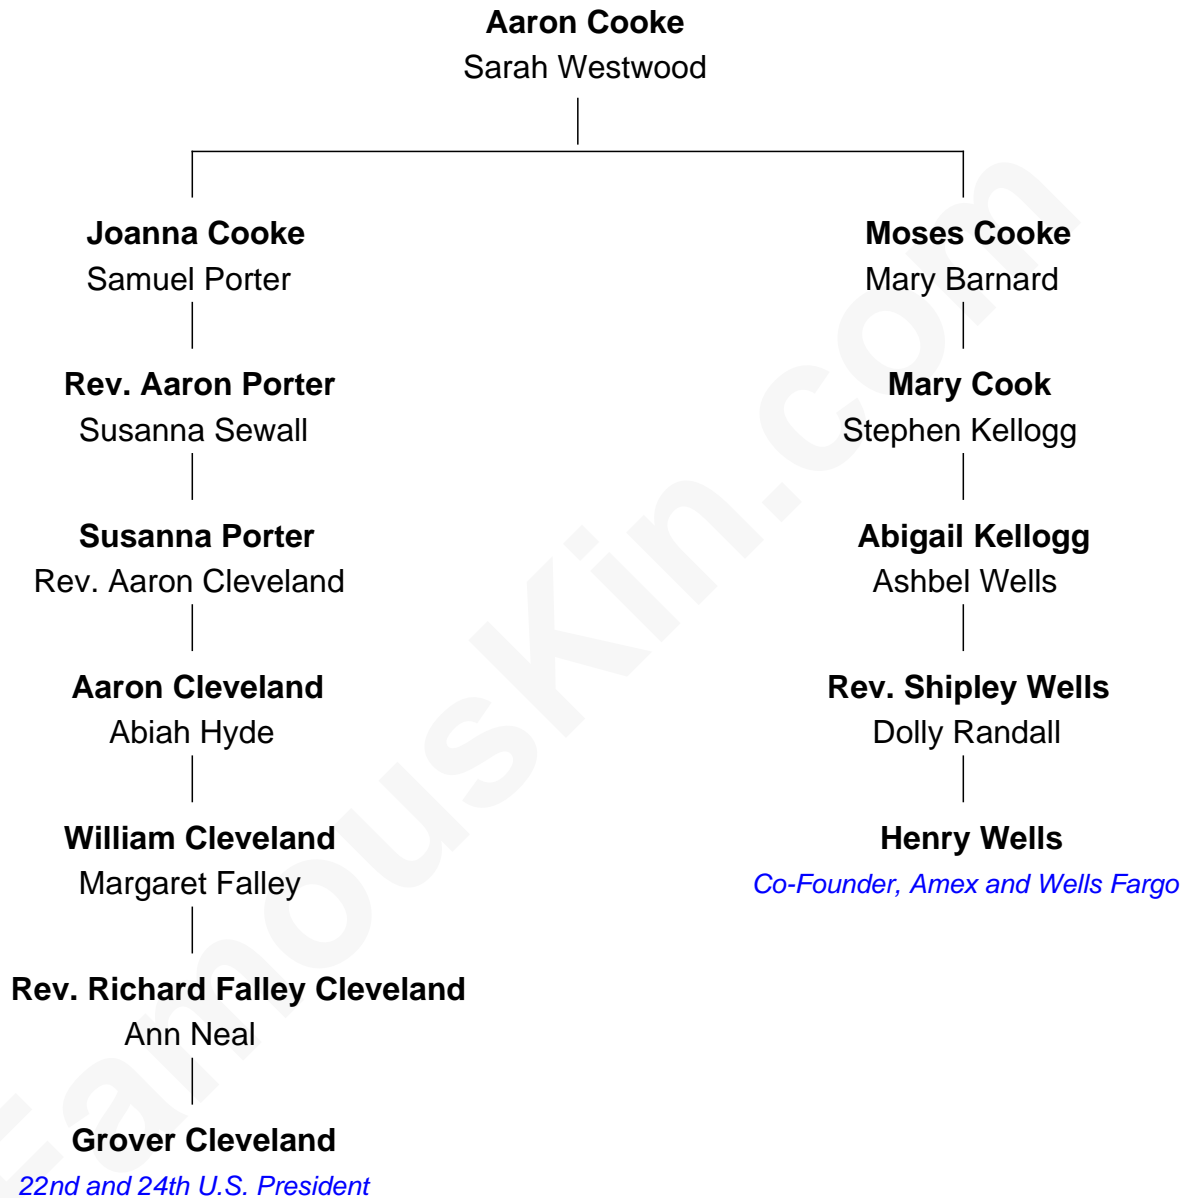 Aaron Cooke
Sarah Westwood
Joanna Cooke
Samuel Porter
Moses Cooke
Mary Barnard
Rev. Aaron Porter
Susanna Sewall
Mary Cook
Stephen Kellogg
Susanna Porter
Rev. Aaron Cleveland
Abigail Kellogg
Ashbel Wells
Aaron Cleveland
Abiah Hyde
Rev. Shipley Wells
Dolly Randall
William Cleveland
Margaret Falley
Henry Wells
Co-Founder, Amex and Wells Fargo
Rev. Richard Falley Cleveland
Ann Neal
Grover Cleveland
22nd and 24th U.S. President
FamousKin.com